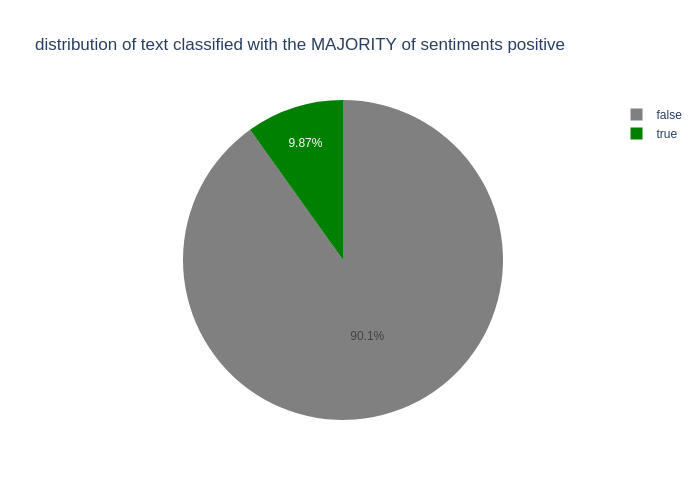 distribution of text classified with the MAJORITY of sentiments positive
false
true
9.87%
90.1%